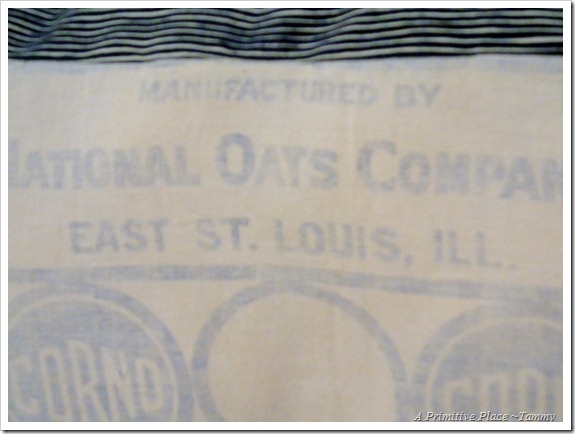 MANUFACTURED BY
NATIONAL OATS COMPAN
EAST ST. LOUIS, ILL.
CORNO CORNO
A Primitive Place ~Tammy